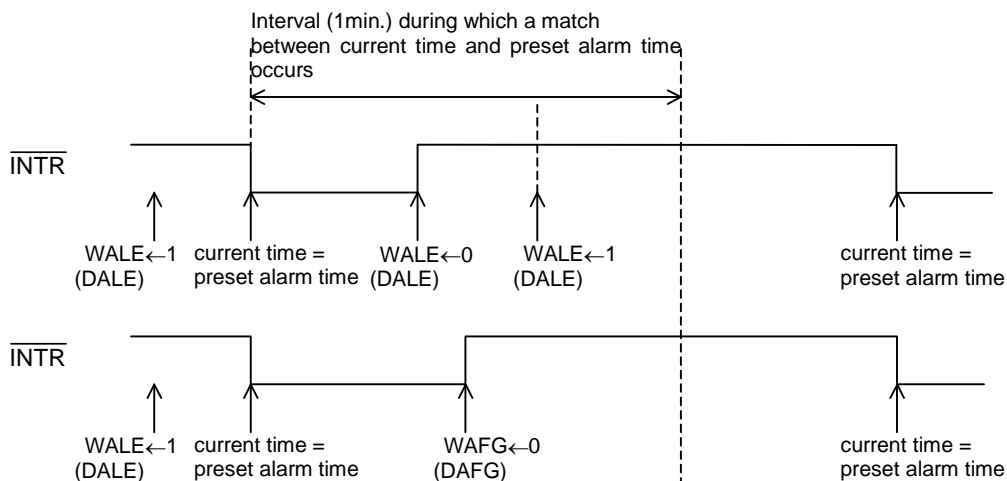 Interval (1min.) during which a match
between current time and preset alarm time
occurs
INTR
WALE←1 current time = WALE←0 WALE←1 current time =
(DALE) preset alarm time (DALE) (DALE) preset alarm time
INTR
WALE←1 current time = WAFG←0 current time =
(DALE) preset alarm time (DAFG) preset alarm time